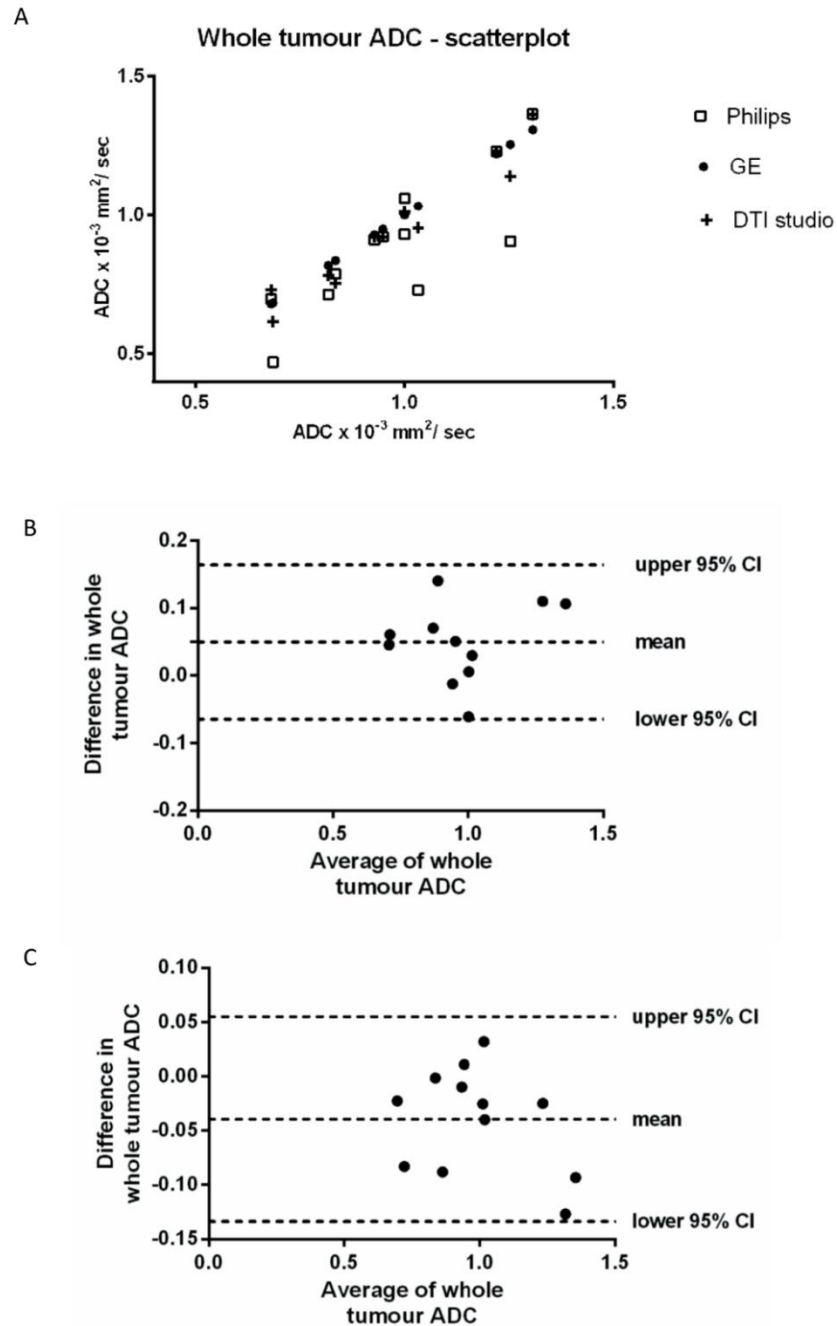 A
Whole tumour ADC - scatterplot
1.5
1.0
0.5
ADC x 10⁻³ mm²/ sec
0.5
1.0
1.5
ADC x 10⁻³ mm²/ sec
Philips
GE
DTI studio
B
0.2
0.1
0.0
-0.1
-0.2
Difference in whole
tumour ADC
upper 95% CI
mean
lower 95% CI
0.0
0.5
1.0
1.5
Average of whole
tumour ADC
C
0.10
0.05
0.00
-0.05
-0.10
-0.15
Difference in
whole tumour ADC
upper 95% CI
mean
lower 95% CI
0.0
0.5
1.0
1.5
Average of whole
tumour ADC